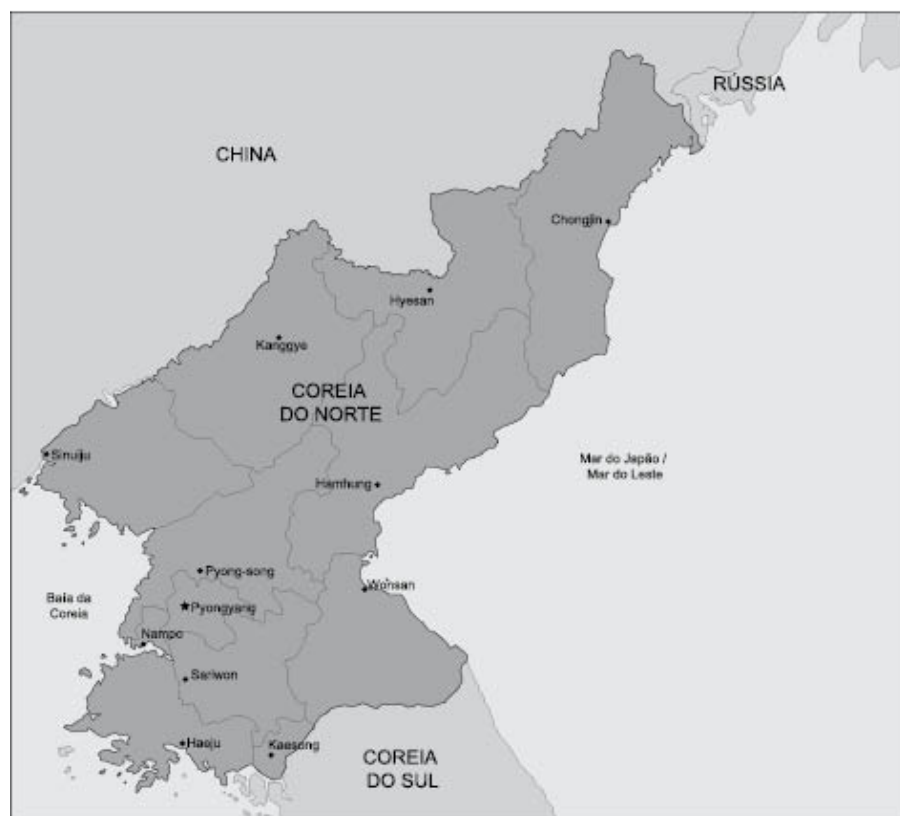 RÚSSIA
CHINA
Chongjin
Hyesan
Kanggye
COREIA
DO NORTE
Sinuiju
Mar do Japão /
Mar do Leste
Hamhung
Pyong-song
Wonsan
Baía da
Coreia
Pyongyang
Nampo
Sariwon
Haeju
Kaesong
COREIA
DO SUL